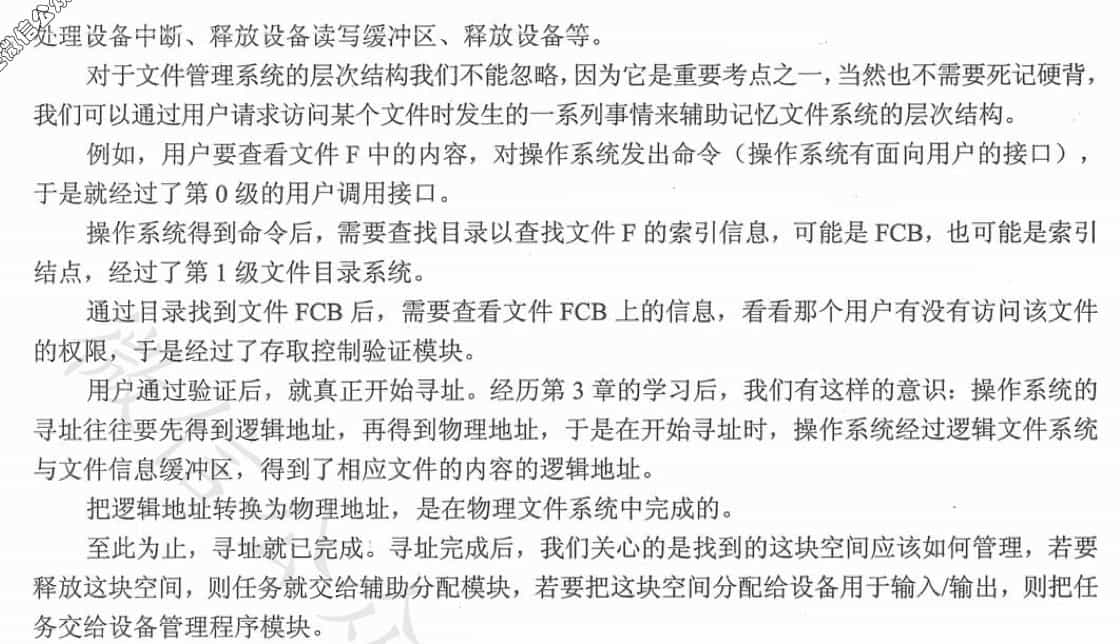 处理设备中断、释放设备读写缓冲区、释放设备等。
对于文件管理系统的层次结构我们不能忽略，因为它是重要考点之一，当然也不需要死记硬背，
我们可以通过用户请求访问某个文件时发生的一系列事情来辅助记忆文件系统的层次结构。
例如，用户要查看文件 F 中的内容，对操作系统发出命令（操作系统有面向用户的接口），
于是就经过了第 0 级的用户调用接口。
操作系统得到命令后，需要查找目录以查找文件 F 的索引信息，可能是 FCB，也可能是索引
结点，经过了第 1 级文件目录系统。
通过目录找到文件 FCB 后，需要查看文件 FCB 上的信息，看看那个用户有没有访问该文件
的权限，于是经过了存取控制验证模块。
用户通过验证后，就真正开始寻址。经历第 3 章的学习后，我们有这样的意识：操作系统的
寻址往往要先得到逻辑地址，再得到物理地址，于是在开始寻址时，操作系统经过逻辑文件系统
与文件信息缓冲区，得到了相应文件的内容的逻辑地址。
把逻辑地址转换为物理地址，是在物理文件系统中完成的。
至此为止，寻址就已完成。寻址完成后，我们关心的是找到的这块空间应该如何管理，若要
释放这块空间，则任务就交给辅助分配模块，若要把这块空间分配给设备用于输入/输出，则把任
务交给设备管理程序模块。
微信公众